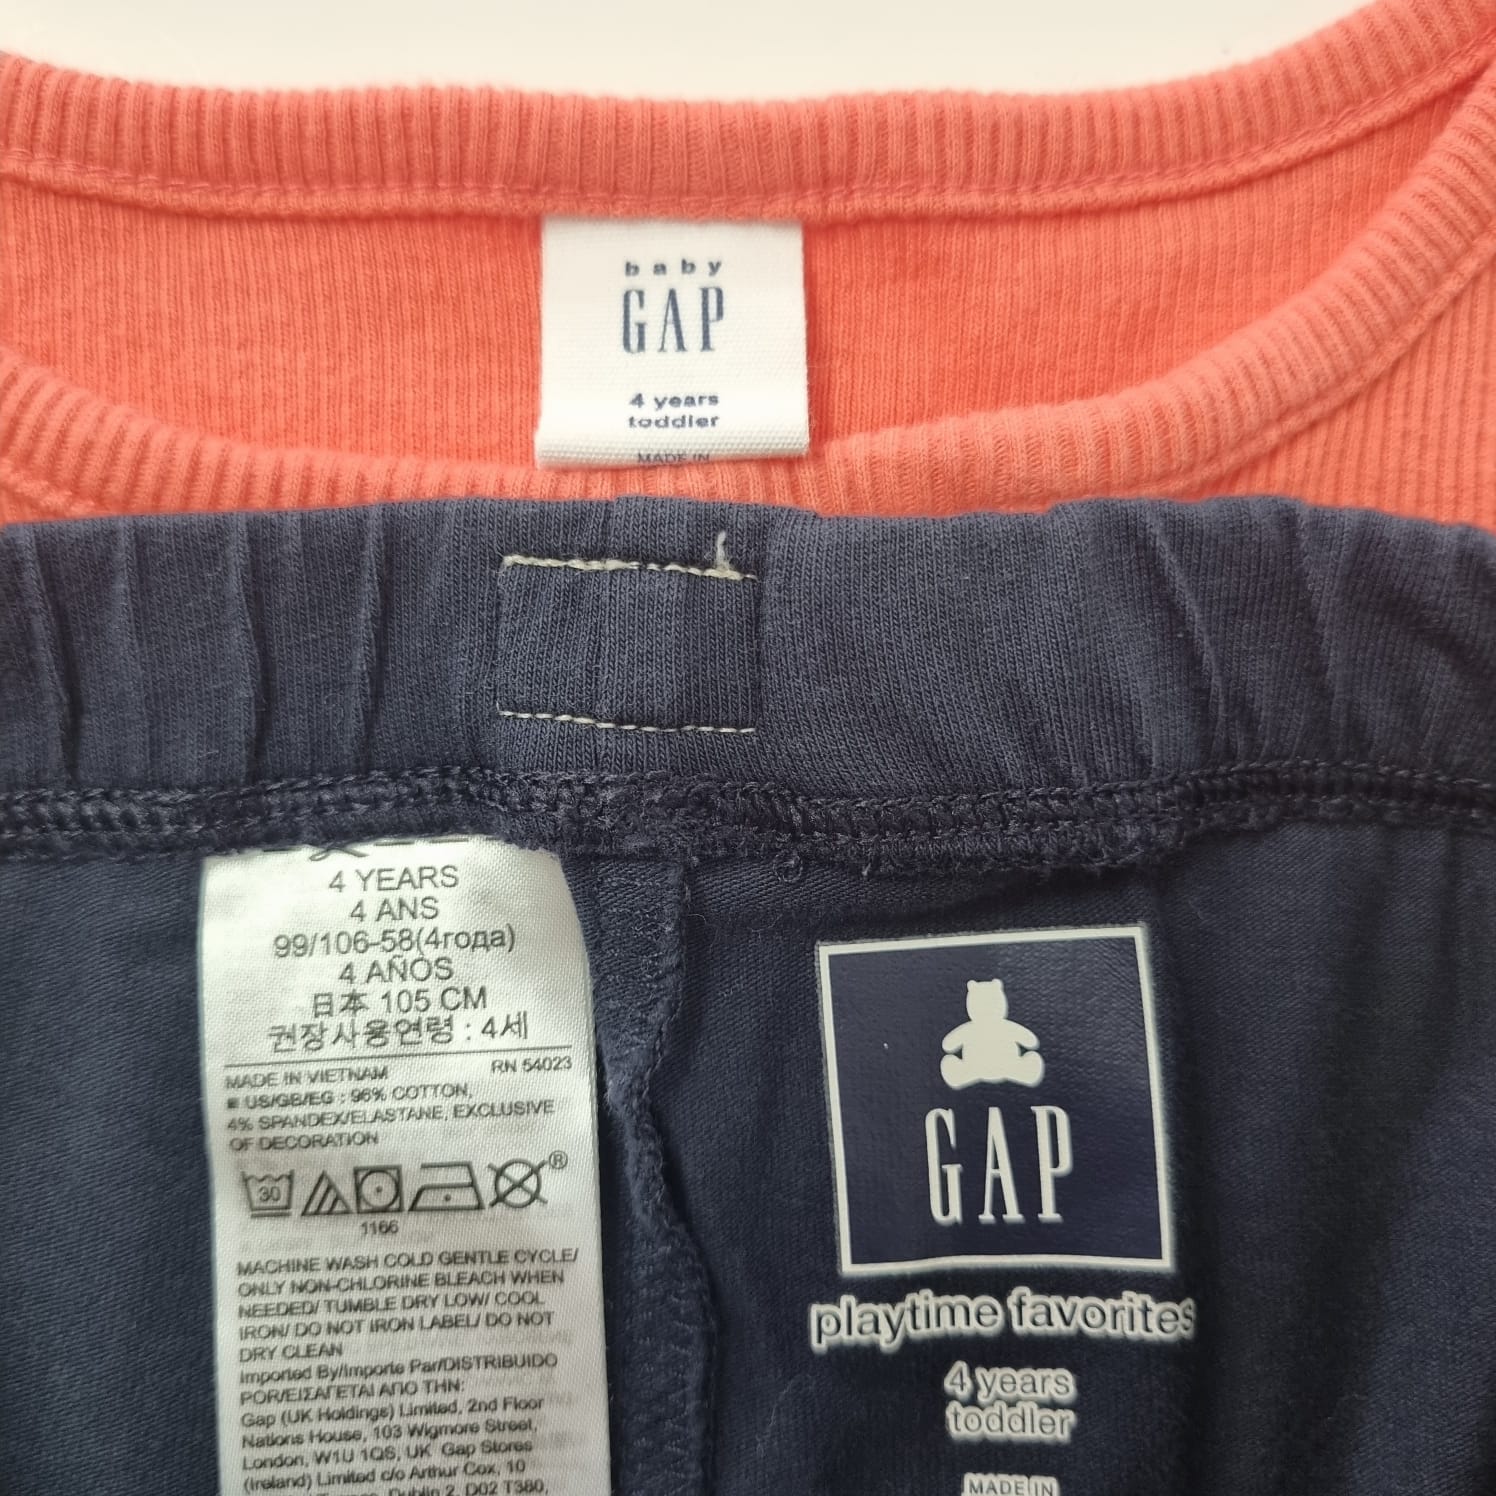 baby
GAP
4 years
toddler
MADE IN
4 YEARS
4 ANS
99/106-58(4года)
4 AÑOS
日本 105 CM
권장사용연령 : 4세
MADE IN VIETNAM RN 54023
■ US/GB/EG : 96% COTTON,
4% SPANDEX/ELASTANE, EXCLUSIVE
OF DECORATION
30
®
1166
MACHINE WASH COLD GENTLE CYCLE/
ONLY NON-CHLORINE BLEACH WHEN
NEEDED/ TUMBLE DRY LOW/ COOL
IRON/ DO NOT IRON LABEL/ DO NOT
DRY CLEAN
Imported By/Importe Par/DISTRIBUIDO
POR/ΕΙΣΑΓΕΤΑΙ ΑΠΟ ΤΗΝ:
Gap (UK Holdings) Limited, 2nd Floor
Nations House, 103 Wigmore Street,
London, W1U 1QS, UK Gap Stores
(Ireland) Limited c/o Arthur Cox, 10
Dublin 2, D02 T380,
GAP
playtime favorites
4 years
toddler
MADE IN